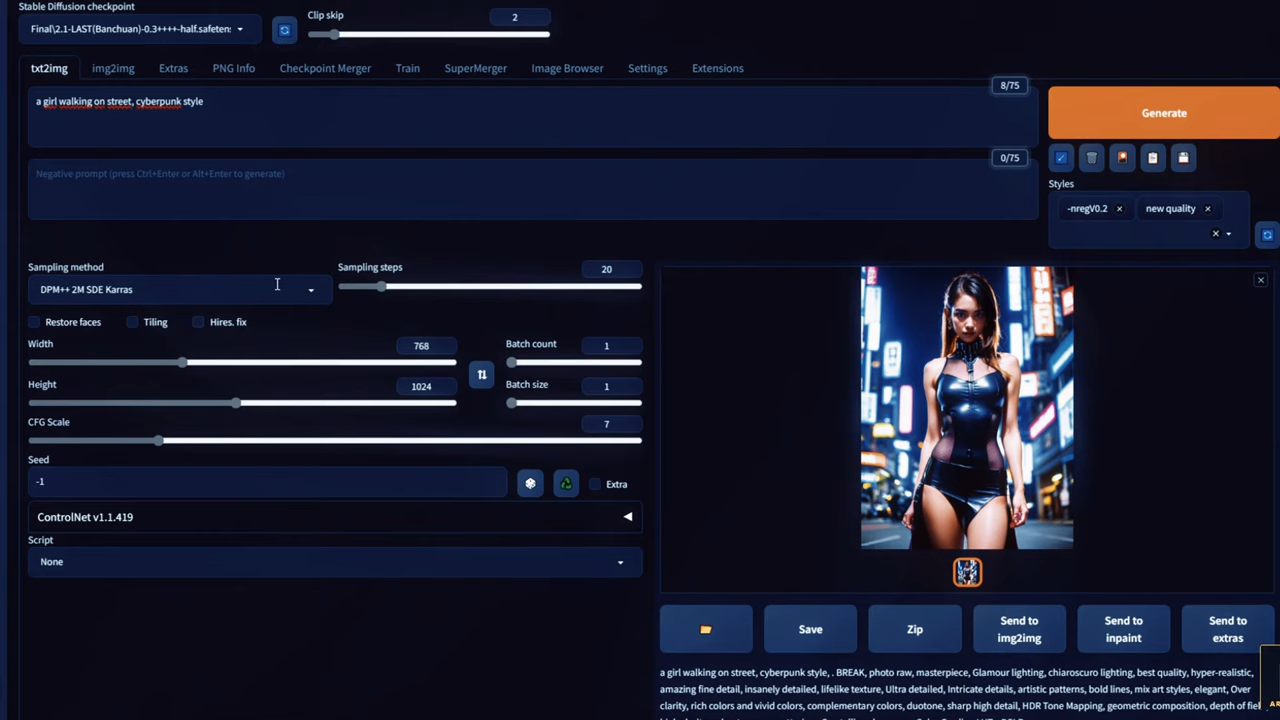 Stable Diffusion checkpoint
Final\2.1-LAST(Banchuan)-0.3++++-half.safeten:
Clip skip
2
txt2img
img2img
Extras
PNG Info
Checkpoint Merger
Train
SuperMerger
Image Browser
Settings
Extensions
8/75
a girl walking on street, cyberpunk style
Generate
0/75
Negative prompt (press Ctrl+Enter or Alt+Enter to generate)
Styles
-nregV0.2 ×
new quality ×
Sampling method
DPM++ 2M SDE Karras
Sampling steps
20
Restore faces
Tiling
Hires. fix
Width
768
Batch count
1
Height
1024
Batch size
1
CFG Scale
7
Seed
-1
Extra
ControlNet v1.1.419
Script
None
Save
Zip
Send to
img2img
Send to
inpaint
Send to
extras
a girl walking on street, cyberpunk style, . BREAK, photo raw, masterpiece, Glamour lighting, chiaroscuro lighting, best quality, hyper-realistic,
amazing fine detail, insanely detailed, lifelike texture, Ultra detailed, Intricate details, artistic patterns, bold lines, mix art styles, elegant, Over
clarity, rich colors and vivid colors, complementary colors, duotone, sharp high detail, HDR Tone Mapping, geometric composition, depth of fiel